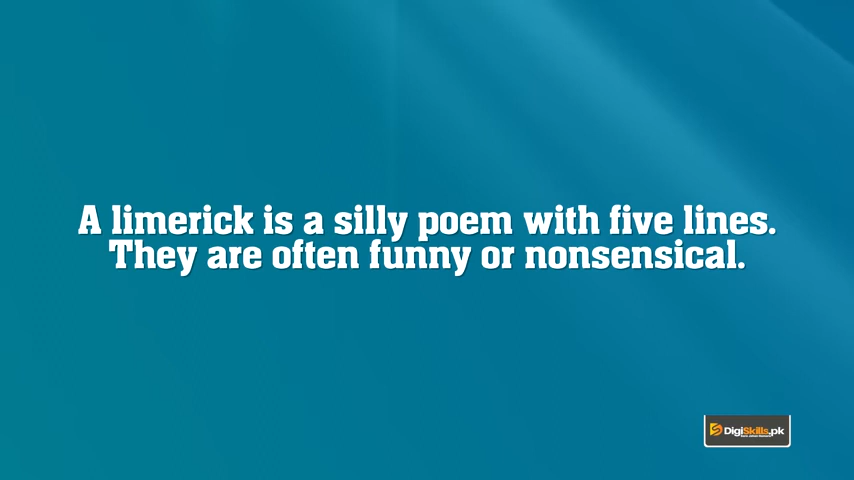 A limerick is a silly poem with five lines.
They are often funny or nonsensical.
DigiSkills.pk